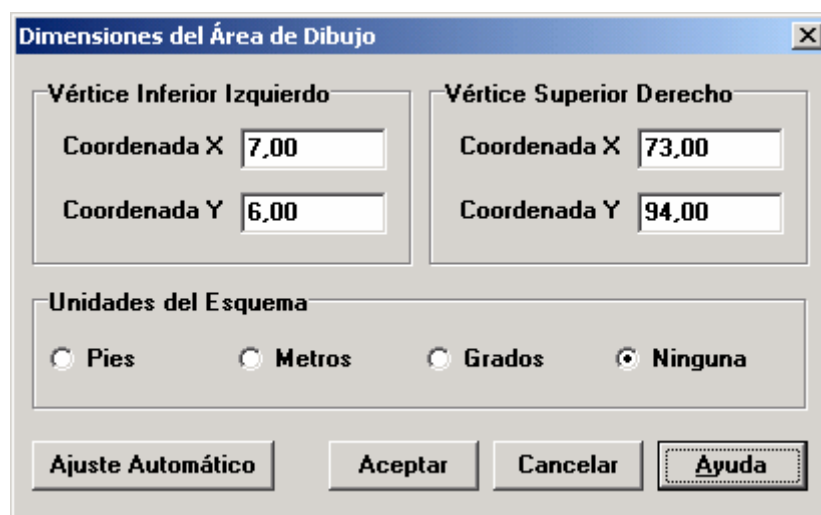 Dimensiones del Área de Dibujo
Vértice Inferior Izquierdo
Coordenada X 7,00
Coordenada Y 6,00
Vértice Superior Derecho
Coordenada X 73,00
Coordenada Y 94,00
Unidades del Esquema
Pies Metros Grados Ninguna
Ajuste Automático Aceptar Cancelar Ayuda